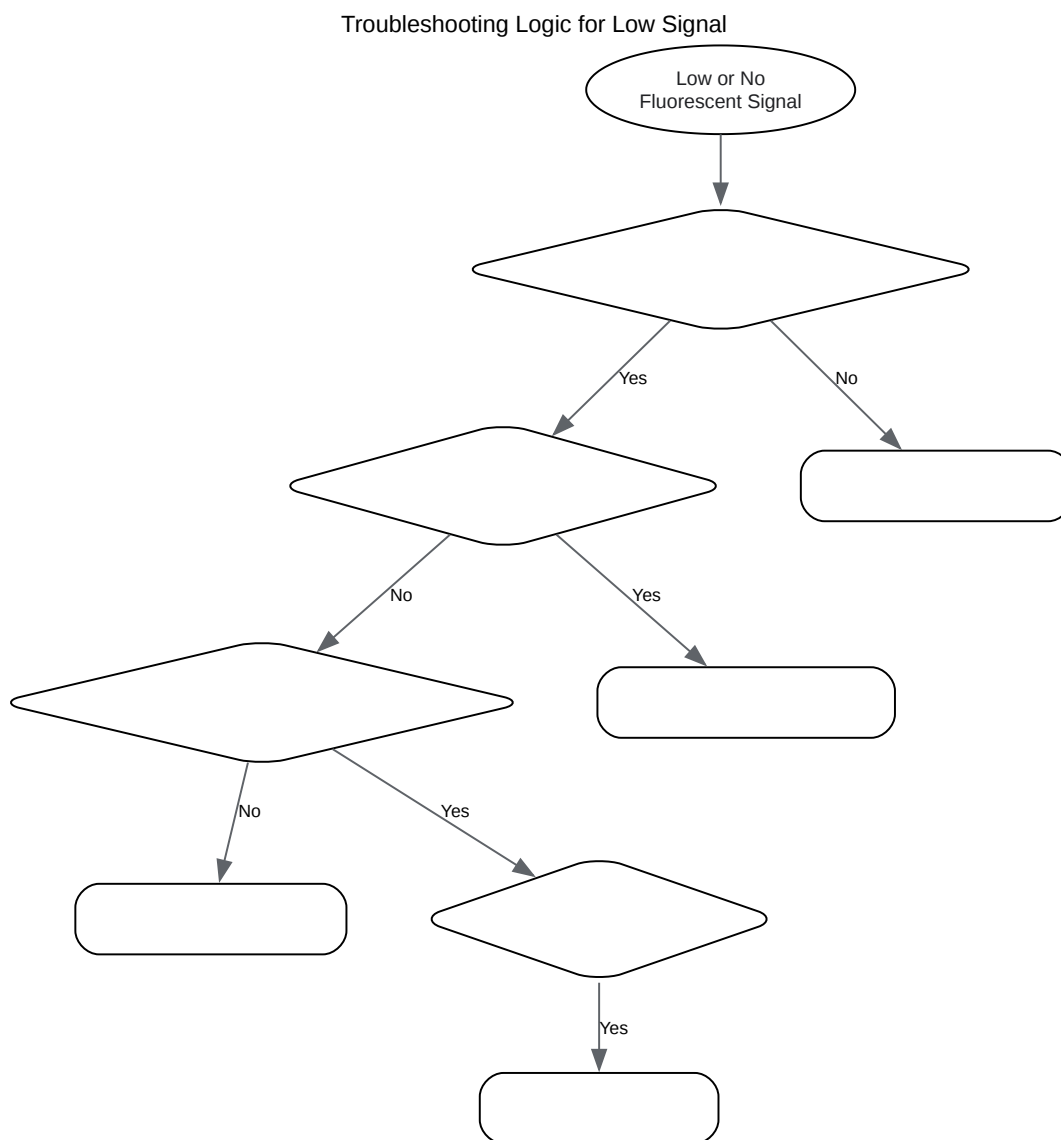 Troubleshooting Logic for Low Signal
Low or No
Fluorescent Signal
Yes
No
No
Yes
No
Yes
Yes